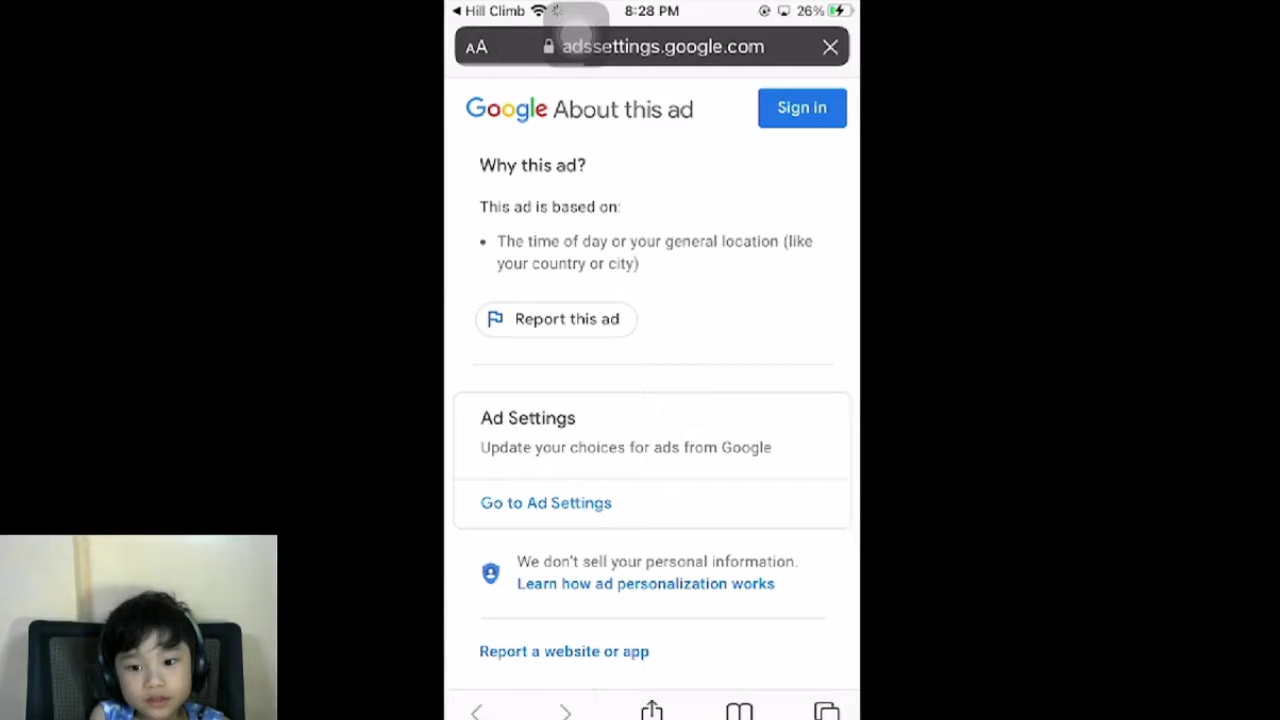 Hill Climb 8:28 PM 26%
AA adssettings.google.com
Google About this ad Sign in
Why this ad?
This ad is based on:
• The time of day or your general location (like
your country or city)
Report this ad
Ad Settings
Update your choices for ads from Google
Go to Ad Settings
We don't sell your personal information.
Learn how ad personalization works
Report a website or app